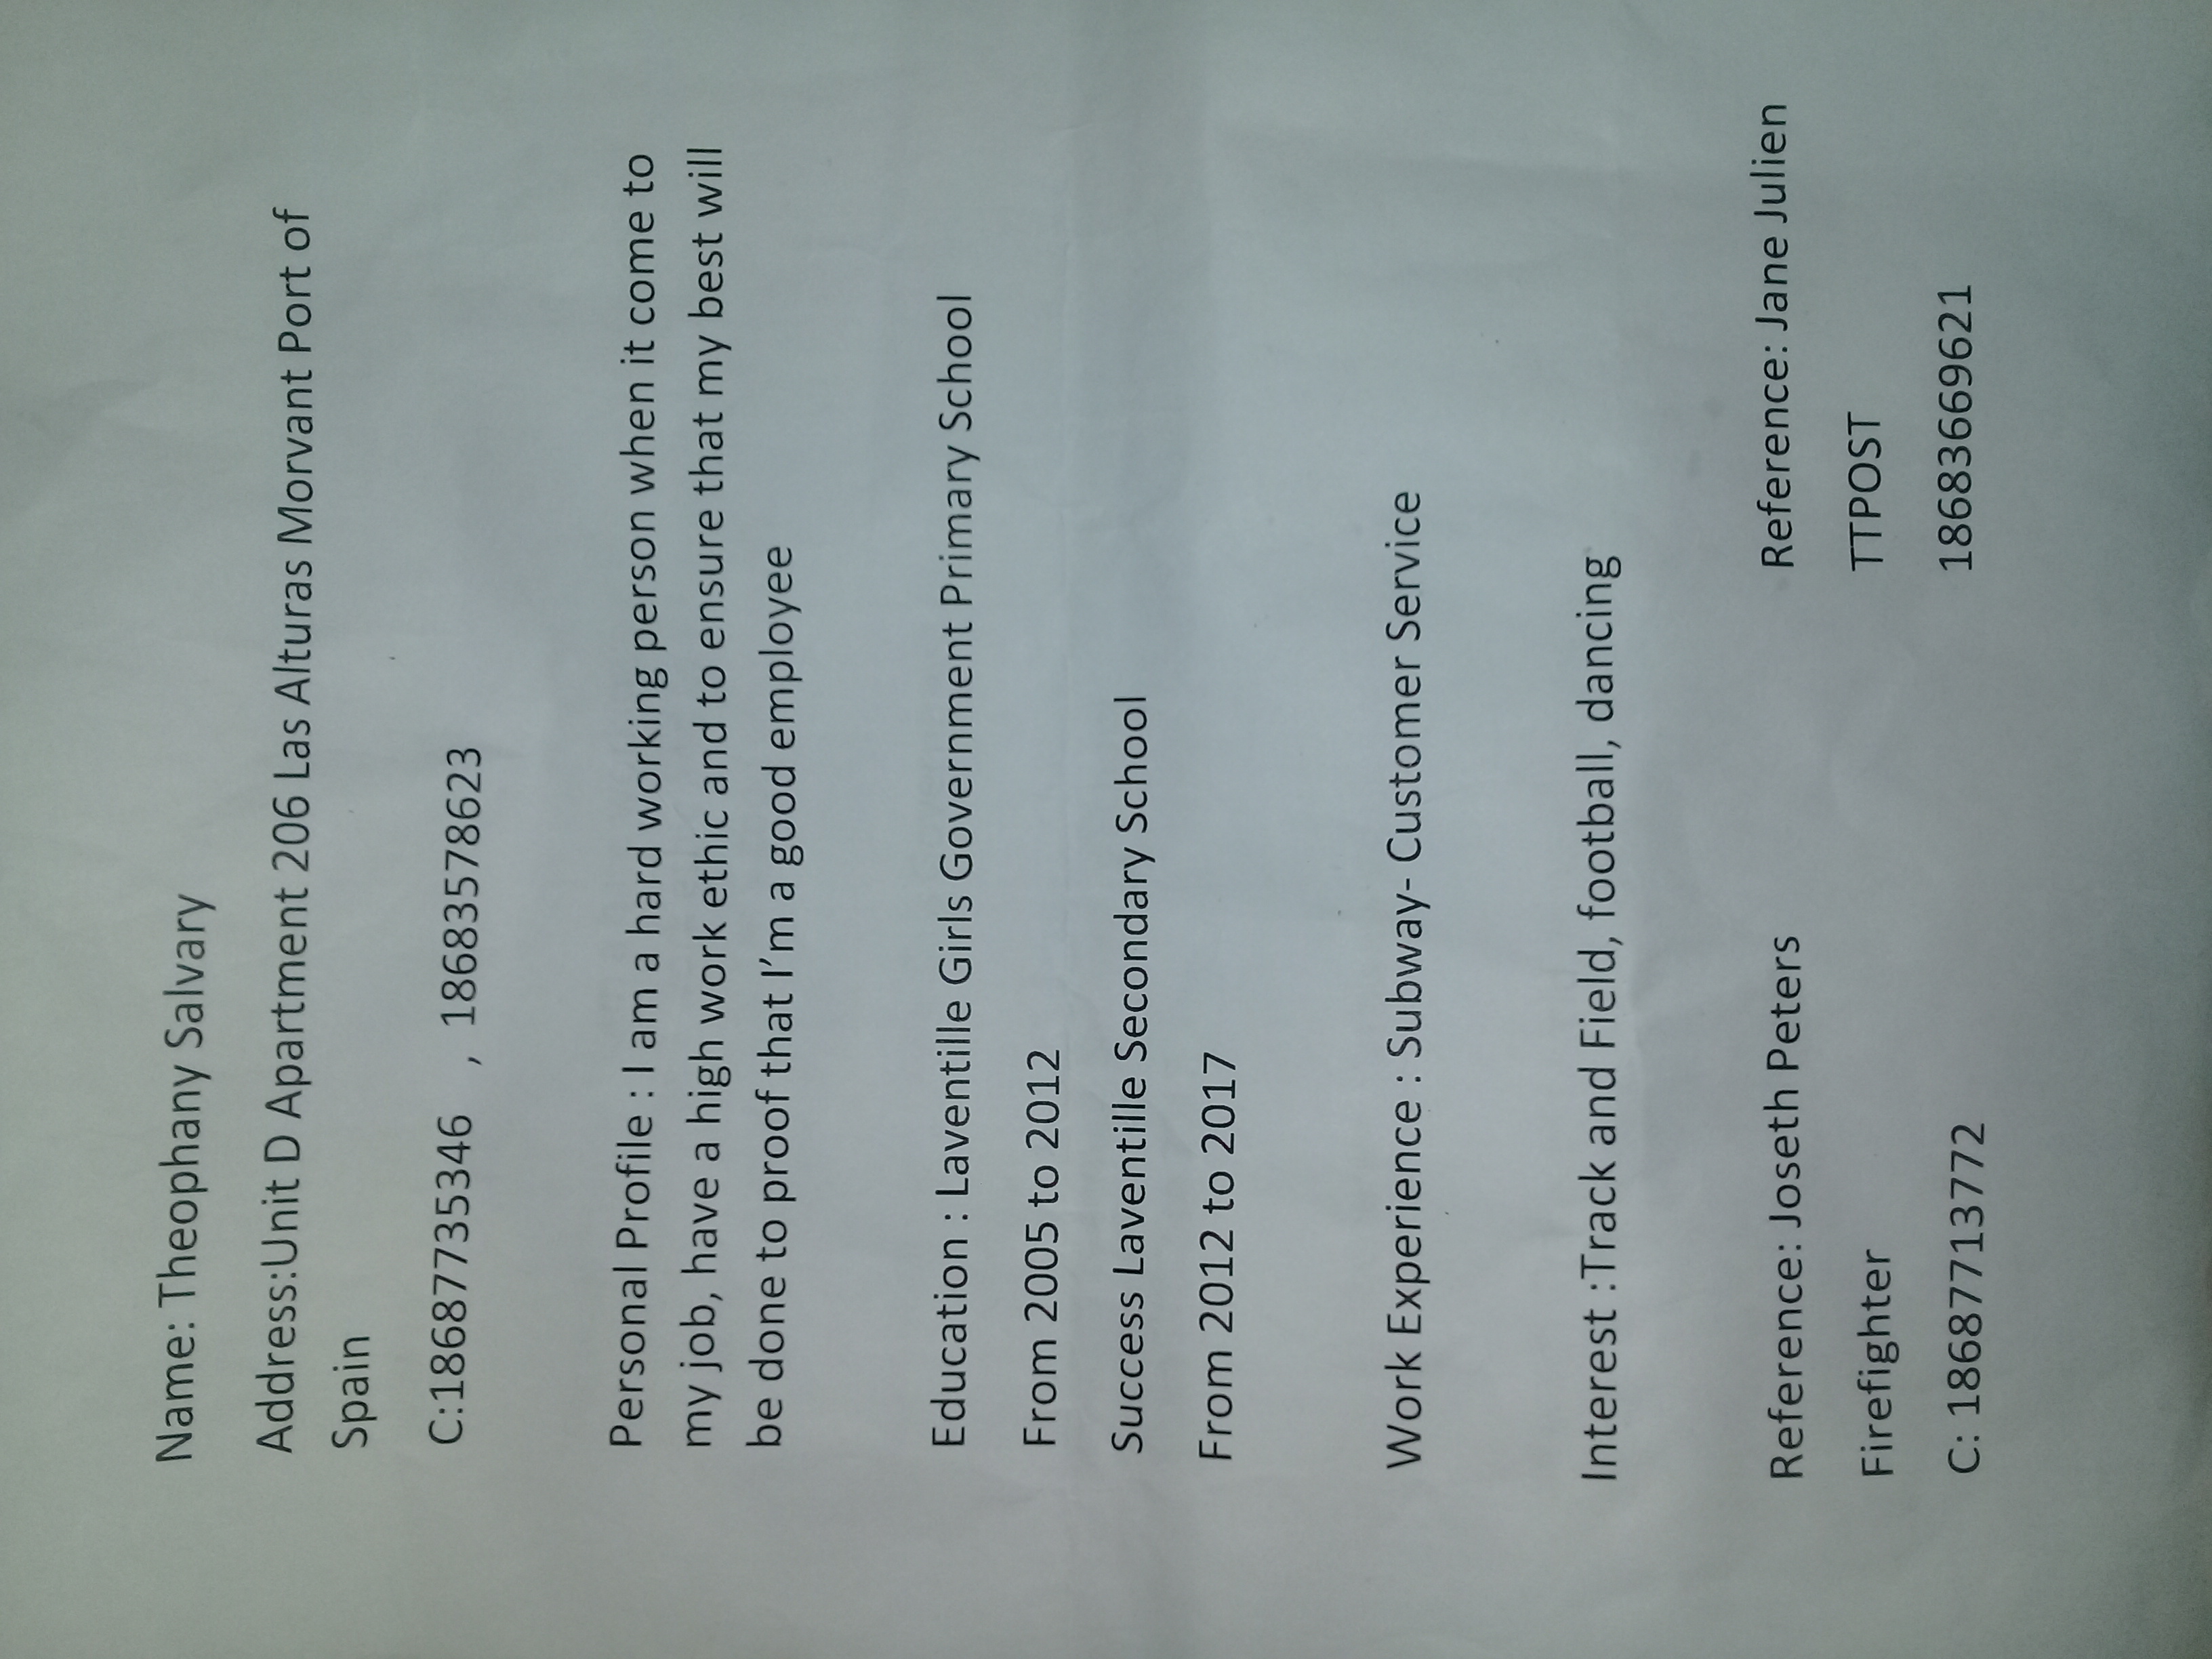 Name: Theophany Salvary
Address:Unit D Apartment 206 Las Alturas Morvant Port of
Spain
C:18687735346 , 18683578623
Personal Profile : I am a hard working person when it come to
my job, have a high work ethic and to ensure that my best will
be done to proof that I’m a good employee
Education : Laventille Girls Government Primary School
From 2005 to 2012
Success Laventille Secondary School
From 2012 to 2017
Work Experience : Subway- Customer Service
Interest :Track and Field, football, dancing
Reference: Joseth Peters
Firefighter
C: 18687713772
Reference: Jane Julien
TTPOST
18683669621